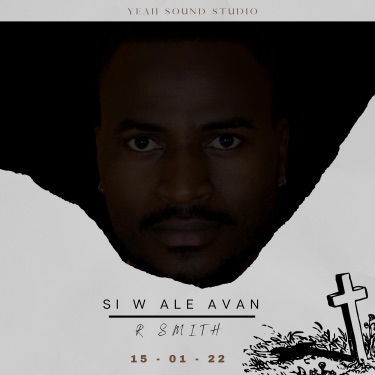 YEAH SOUND STUDIO
SI W ALE AVAN
R SMITH
15 - 01 - 22